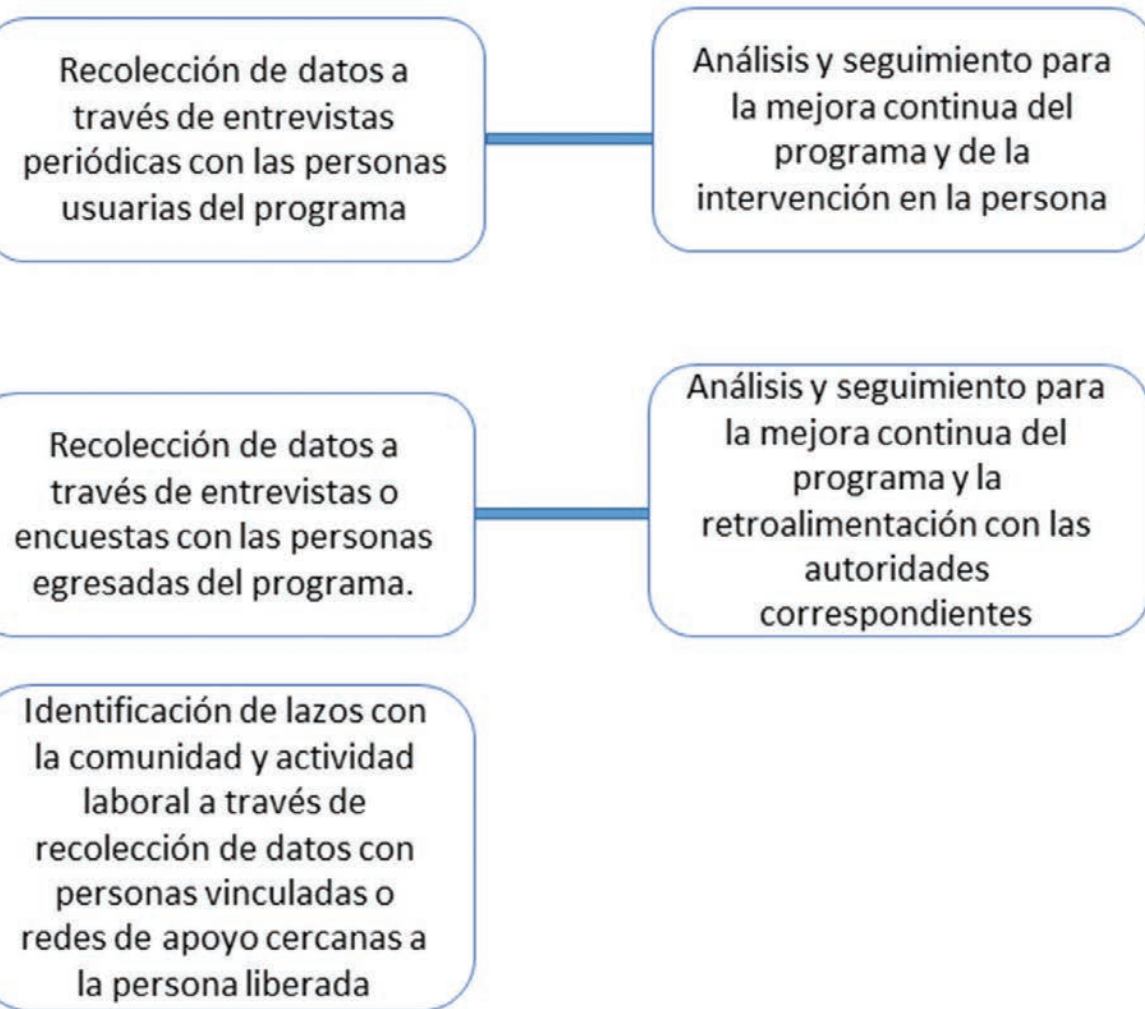 Recolección de datos a
través de entrevistas
periódicas con las personas
usuarias del programa
Análisis y seguimiento para
la mejora continua del
programa y de la
intervención en la persona
Recolección de datos a
través de entrevistas o
encuestas con las personas
egresadas del programa.
Análisis y seguimiento para
la mejora continua del
programa y la
retroalimentación con las
autoridades
correspondientes
Identificación de lazos con
la comunidad y actividad
laboral a través de
recolección de datos con
personas vinculadas o
redes de apoyo cercanas a
la persona liberada